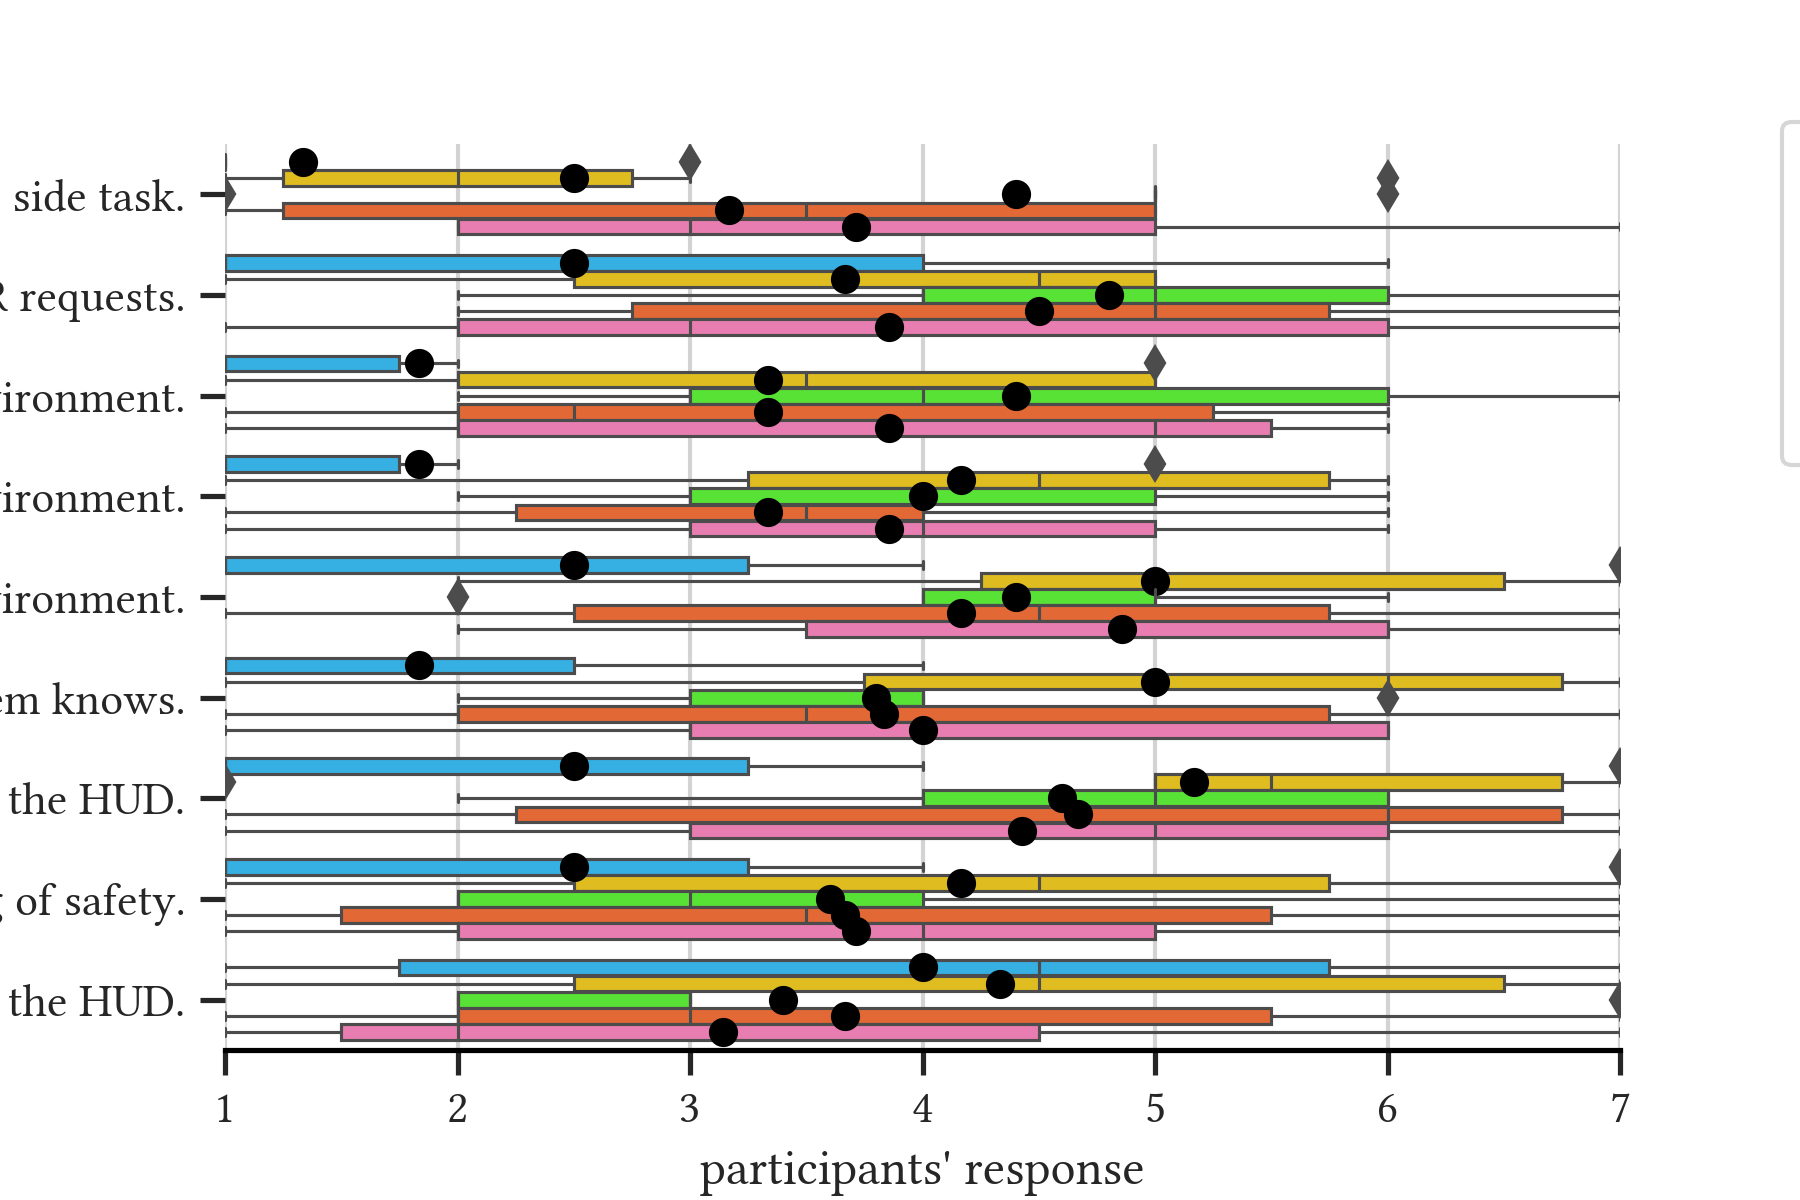 side task.
requests.
ironment.
ironment.
ironment.
em knows.
the HUD.
of safety.
the HUD.
1 2 3 4 5 6 7
participants' response